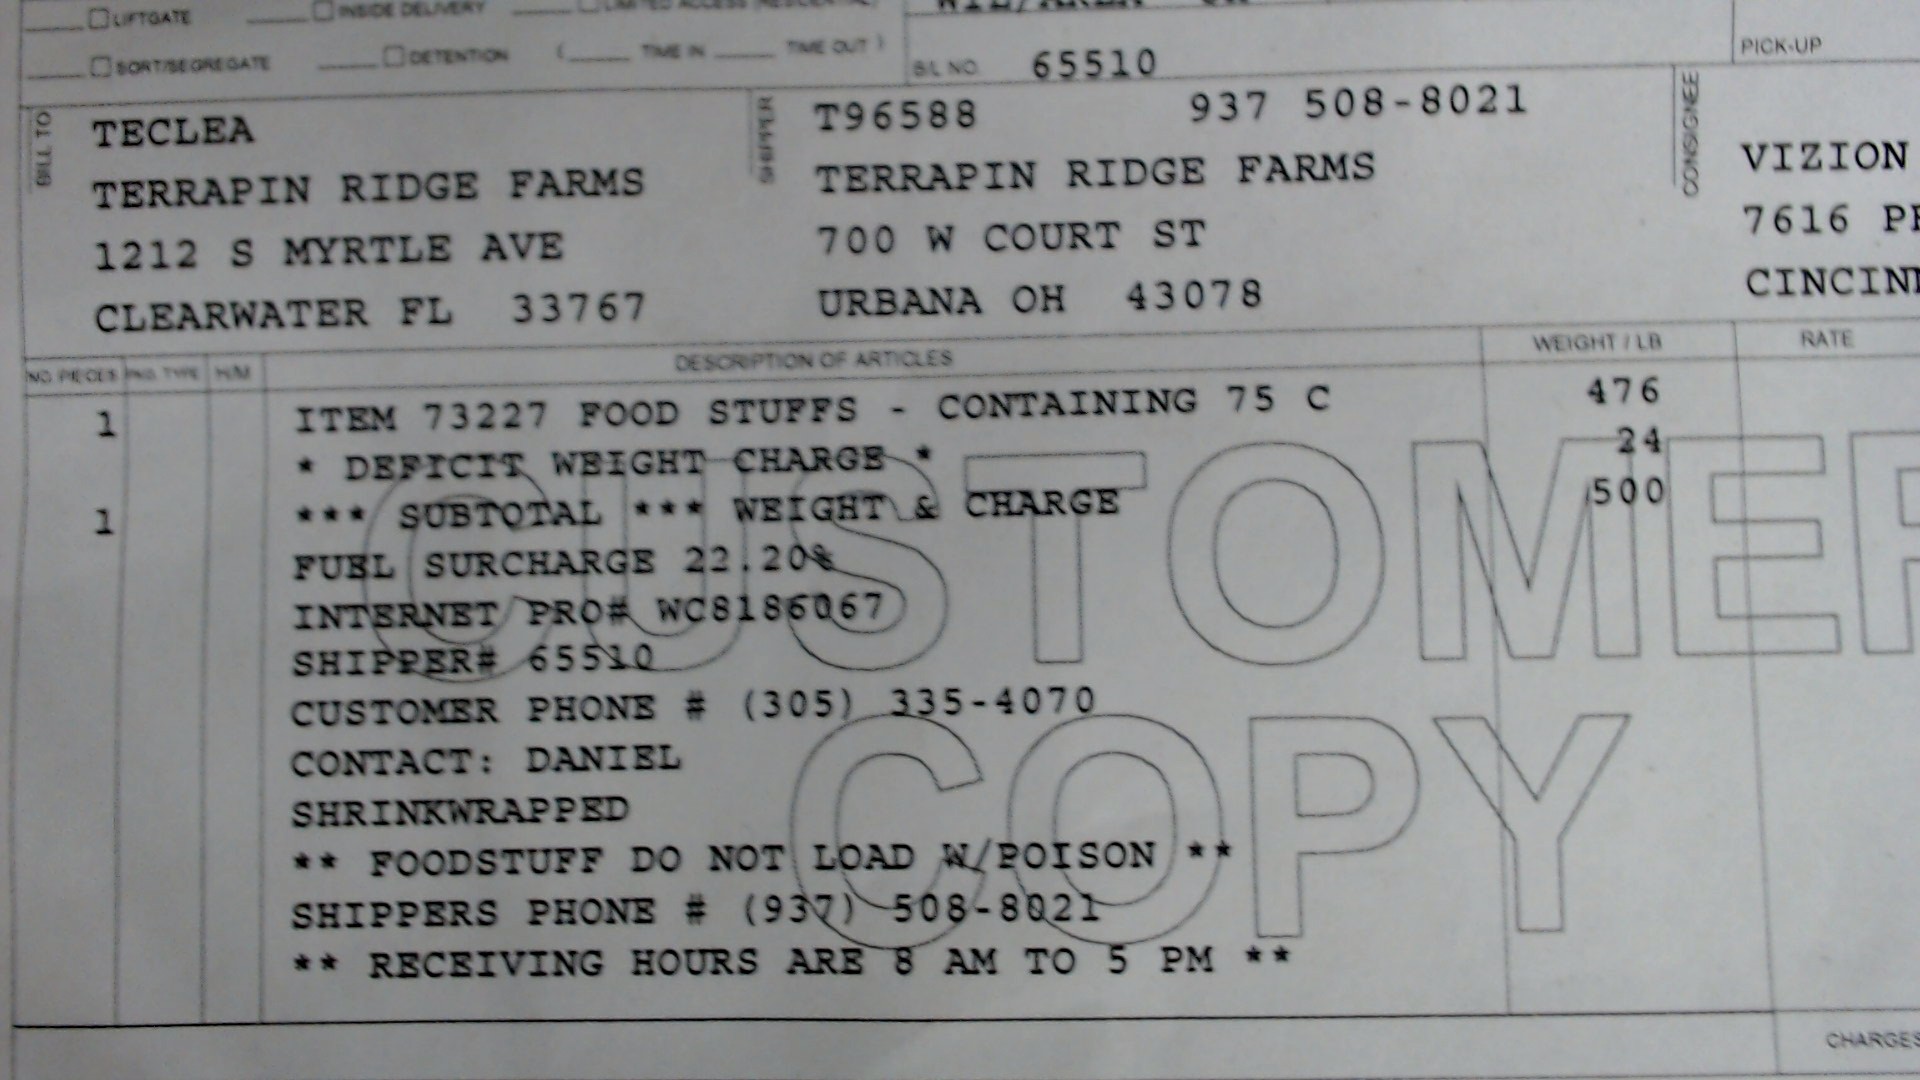 LIFTGATE INSIDE DELIVERY LIMITED ACCESS (RESIDENTIAL)
SORT/SEGREGATE DETENTION ( TIME IN TIME OUT )
B/L NO. 65510
PICK-UP
BILL TO
TECLEA
TERRAPIN RIDGE FARMS
1212 S MYRTLE AVE
CLEARWATER FL 33767
SHIPPER
T96588 937 508-8021
TERRAPIN RIDGE FARMS
700 W COURT ST
URBANA OH 43078
CONSIGNEE
VIZION
7616
CINCIN
NO. PIECES PKG. TYPE H/M DESCRIPTION OF ARTICLES WEIGHT / LB RATE
1 ITEM 73227 FOOD STUFFS - CONTAINING 75 C 476
* DEFICIT WEIGHT CHARGE * 24
1 *** SUBTOTAL *** WEIGHT & CHARGE 500
FUEL SURCHARGE 22.20%
INTERNET PRO# WC8186067
SHIPPER# 65510
CUSTOMER PHONE # (305) 335-4070
CONTACT: DANIEL
SHRINKWRAPPED
** FOODSTUFF DO NOT LOAD W/POISON **
SHIPPERS PHONE # (937) 508-8021
** RECEIVING HOURS ARE 8 AM TO 5 PM **
CUSTOMER
COPY
CHARGES